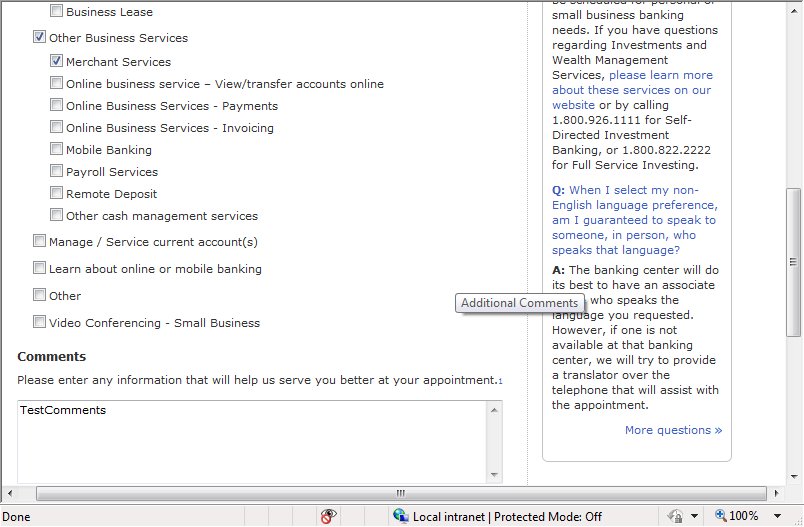 Business Lease
Other Business Services
Merchant Services
Online business service – View/transfer accounts online
Online Business Services - Payments
Online Business Services - Invoicing
Mobile Banking
Payroll Services
Remote Deposit
Other cash management services
Manage / Service current account(s)
Learn about online or mobile banking
Other
Video Conferencing - Small Business
Comments
Please enter any information that will help us serve you better at your appointment.1
TestComments
be scheduled for personal or
small business banking
needs. If you have questions
regarding Investments and
Wealth Management
Services, please learn more
about these services on our
website or by calling
1.800.926.1111 for Self-
Directed Investment
Banking, or 1.800.822.2222
for Full Service Investing.
Q: When I select my non-
English language preference,
am I guaranteed to speak to
someone, in person, who
speaks that language?
A: The banking center will do
its best to have an associate
who speaks the
language you requested.
However, if one is not
available at that banking
center, we will try to provide
a translator over the
telephone that will assist with
the appointment.
More questions »
Additional Comments
Done
Local intranet | Protected Mode: Off
100%